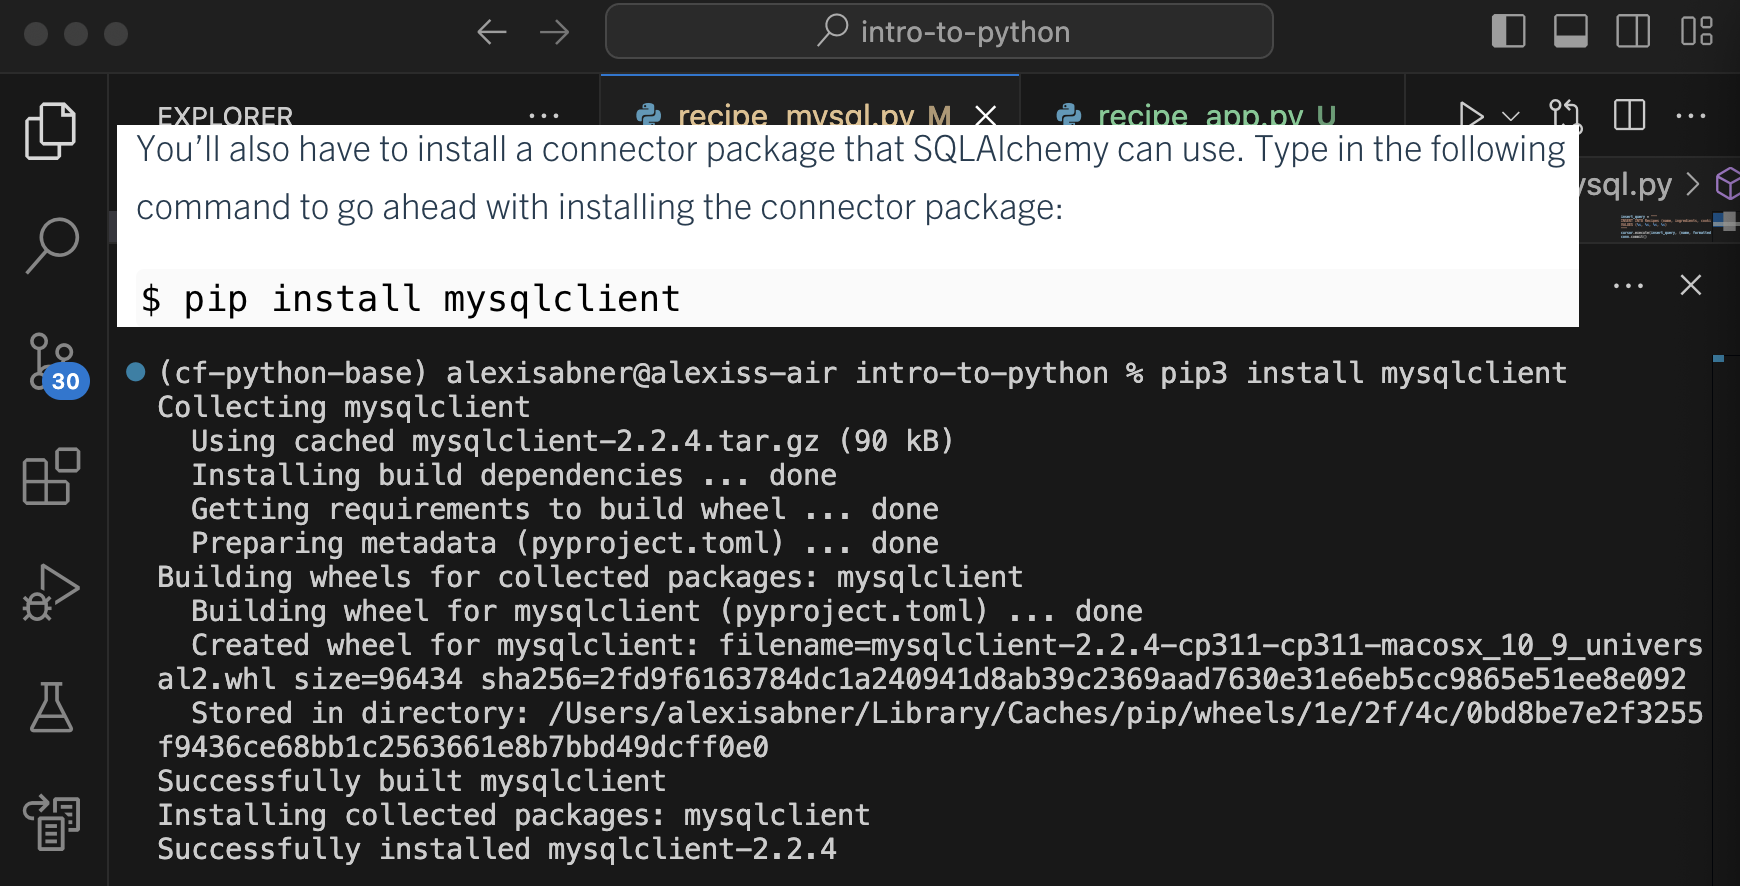 intro-to-python
EXPLORER
recipe_mysql.py M
recipe_app.py U
You'll also have to install a connector package that SQLAlchemy can use. Type in the following
command to go ahead with installing the connector package:
ysql.py
$ pip install mysqlclient
(cf-python-base) alexisabner@alexiss-air intro-to-python % pip3 install mysqlclient
30
Collecting mysqlclient
Using cached mysqlclient-2.2.4.tar.gz (90 kB)
Installing build dependencies ... done
Getting requirements to build wheel ... done
Preparing metadata (pyproject.toml) ... done
Building wheels for collected packages: mysqlclient
Building wheel for mysqlclient (pyproject.toml) ... done
Created wheel for mysqlclient: filename=mysqlclient-2.2.4-cp311-cp311-macosx_10_9_univers
al2.whl size=96434 sha256=2fd9f6163784dc1a240941d8ab39c2369aad7630e31e6eb5cc9865e51ee8e092
Stored in directory: /Users/alexisabner/Library/Caches/pip/wheels/1e/2f/4c/0bd8be7e2f3255
f9436ce68bb1c2563661e8b7bbd49dcff0e0
Successfully built mysqlclient
Installing collected packages: mysqlclient
Successfully installed mysqlclient-2.2.4